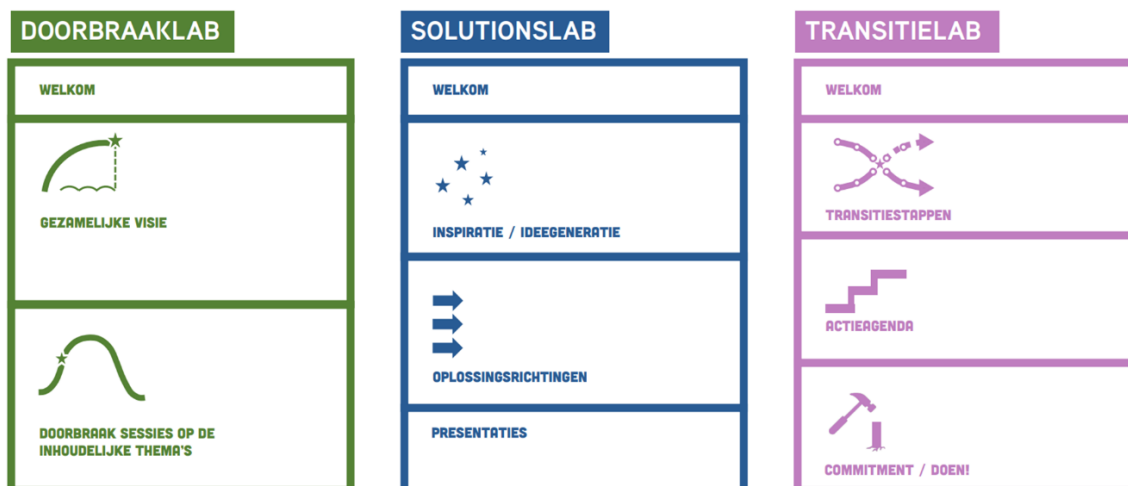 DOORBRAAKLAB
WELKOM
GEZAMELIJKE VISIE
DOORBRAAK SESSIES OP DE
INHOUDELIJKE THEMA'S
SOLUTIONSLAB
WELKOM
INSPIRATIE / IDEEGENERATIE
OPLOSSINGSRICHTINGEN
PRESENTATIES
TRANSITIELAB
WELKOM
TRANSITIESTAPPEN
ACTIEAGENDA
COMMITMENT / DOEN!